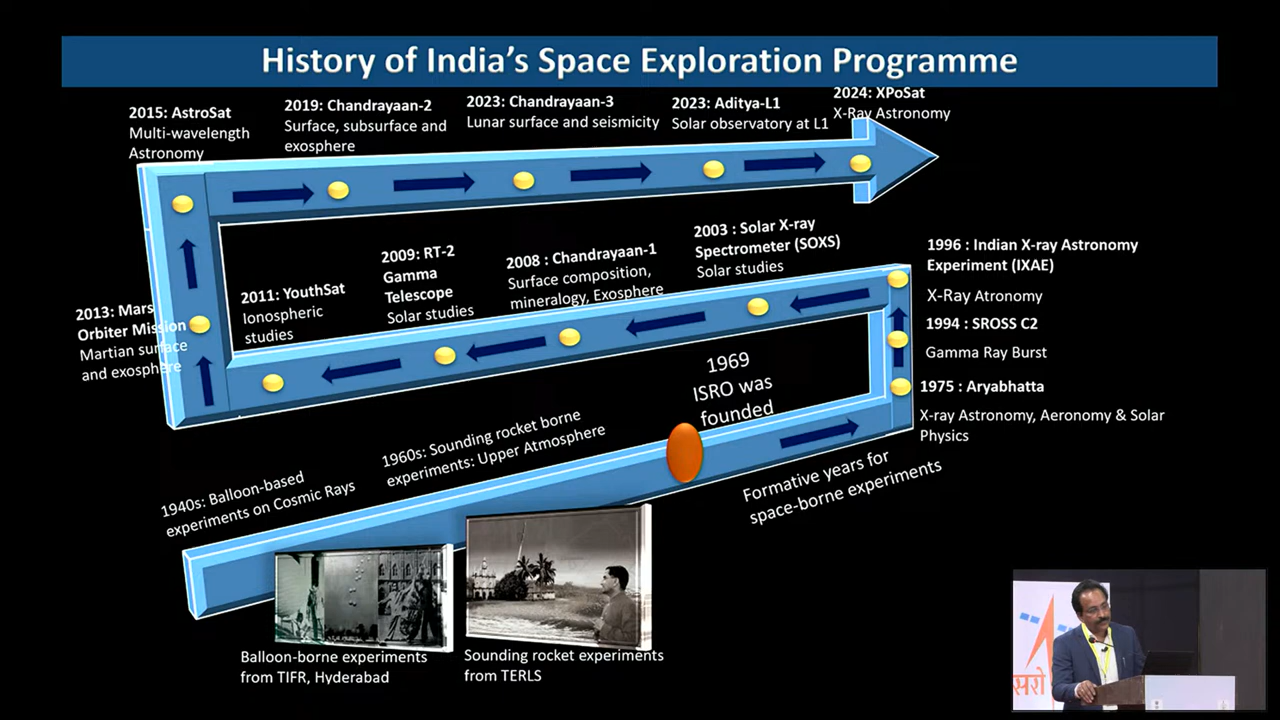 History of India's Space Exploration Programme
2015: AstroSat
Multi-wavelength
Astronomy
2019: Chandrayaan-2
Surface, subsurface and
exosphere
2023: Chandrayaan-3
Lunar surface and seismicity
2023: Aditya-L1
Solar observatory at L1
2024: XPoSat
X-Ray Astronomy
2013: Mars
Orbiter Mission
Martian surface
and exosphere
2011: YouthSat
Ionospheric
studies
2009: RT-2
Gamma
Telescope
Solar studies
2008 : Chandrayaan-1
Surface composition,
mineralogy, Exosphere
2003 : Solar X-ray
Spectrometer (SOXS)
Solar studies
1996 : Indian X-ray Astronomy
Experiment (IXAE)
X-Ray Atronomy
1994 : SROSS C2
Gamma Ray Burst
1975 : Aryabhatta
X-ray Astronomy, Aeronomy & Solar
Physics
1969
ISRO was
founded
1940s: Balloon-based
experiments on Cosmic Rays
1960s: Sounding rocket borne
experiments: Upper Atmosphere
Formative years for
space-borne experiments
Balloon-borne experiments
from TIFR, Hyderabad
Sounding rocket experiments
from TERLS
सरो